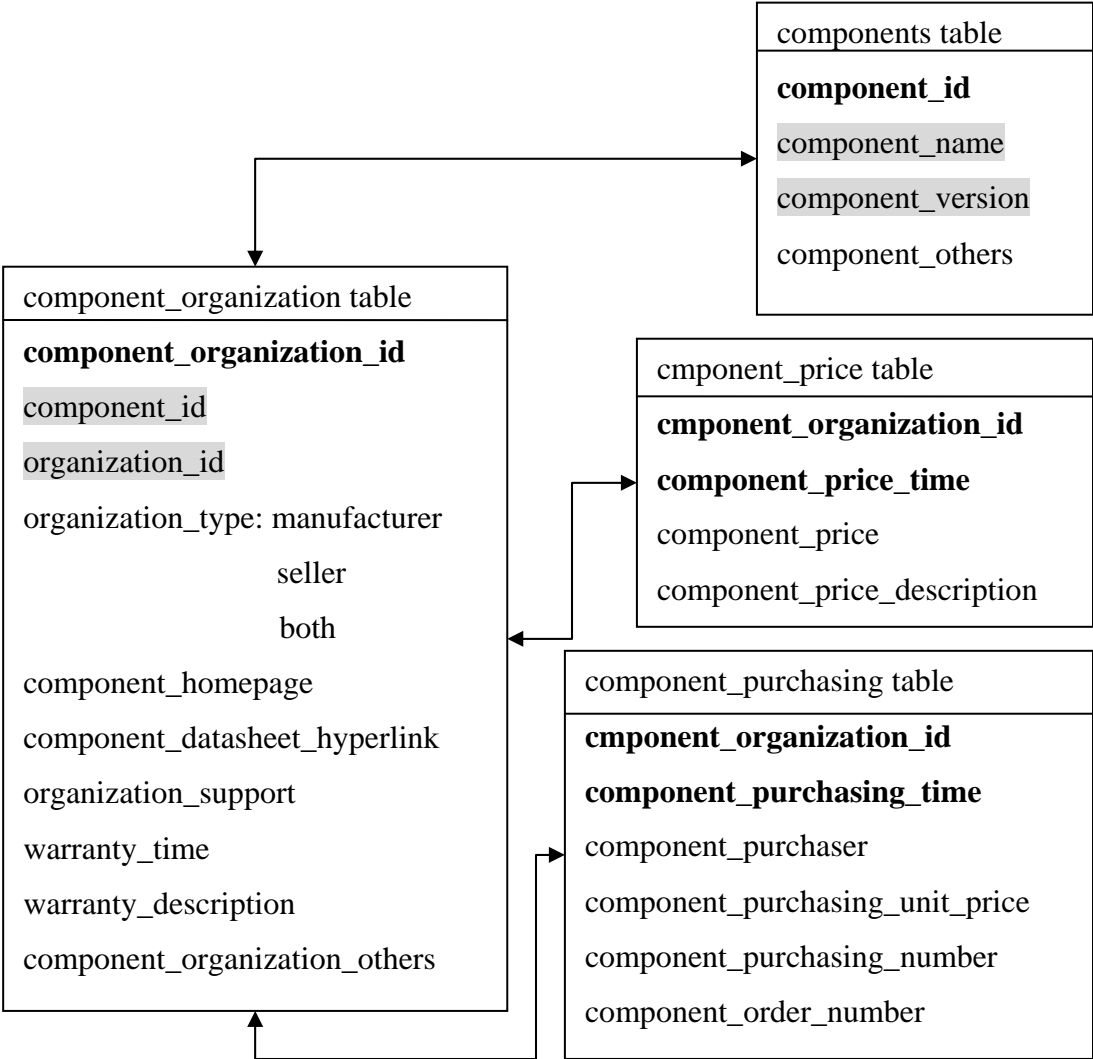 components table
component_id
component_name
component_version
component_others
component_organization table
component_organization_id
component_id
organization_id
organization_type: manufacturer
seller
both
component_homepage
component_datasheet_hyperlink
organization_support
warranty_time
warranty_description
component_organization_others
cmponent_price table
cmponent_organization_id
component_price_time
component_price
component_price_description
component_purchasing table
cmponent_organization_id
component_purchasing_time
component_purchaser
component_purchasing_unit_price
component_purchasing_number
component_order_number